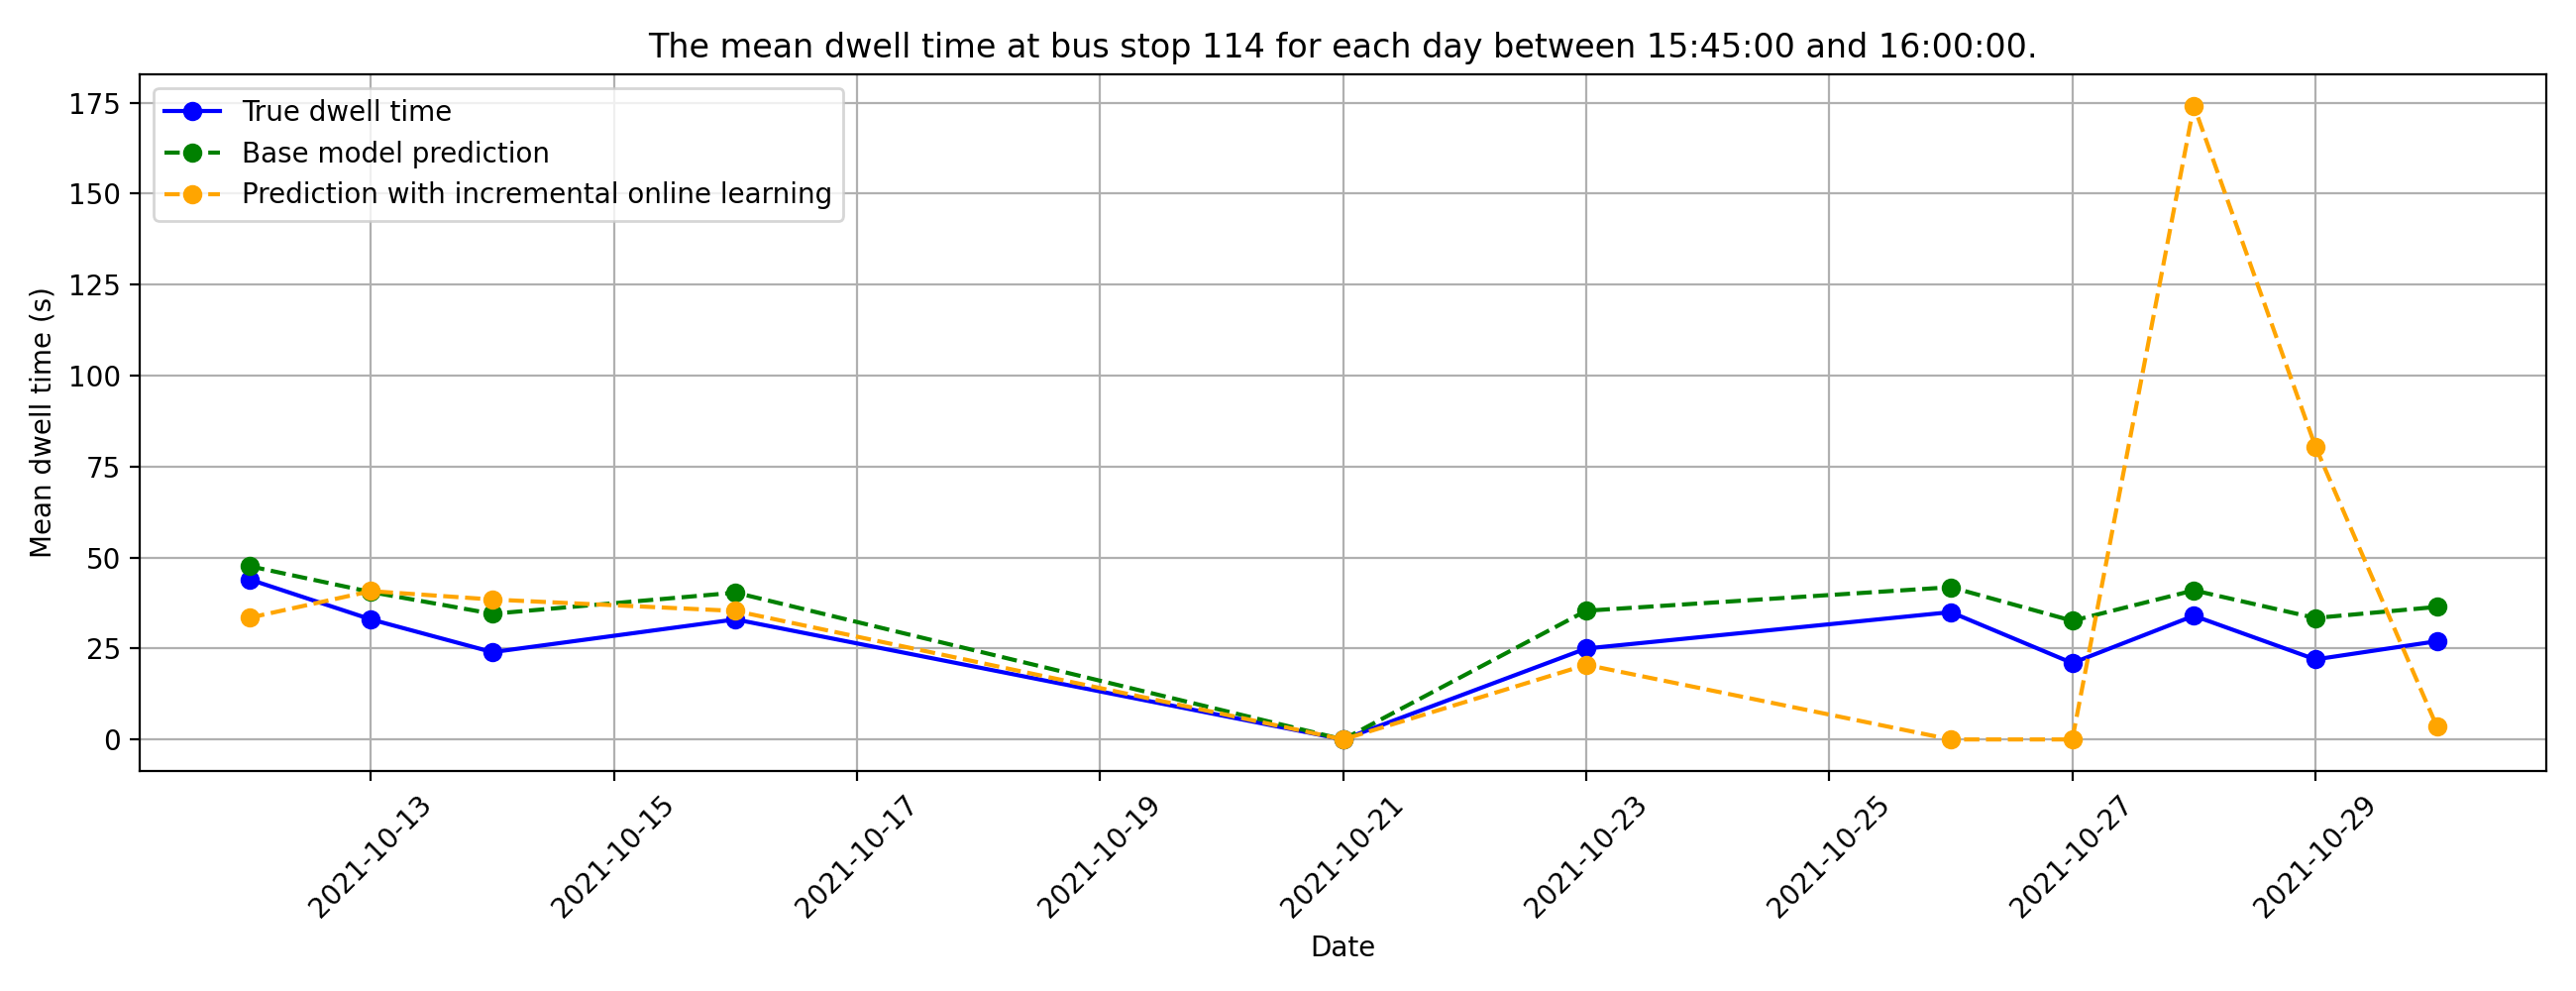 The mean dwell time at bus stop 114 for each day between 15:45:00 and 16:00:00.
True dwell time
Base model prediction
Prediction with incremental online learning
Mean dwell time (s)
175
150
125
100
75
50
25
0
2021-10-13
2021-10-15
2021-10-17
2021-10-19
2021-10-21
2021-10-23
2021-10-25
2021-10-27
2021-10-29
Date